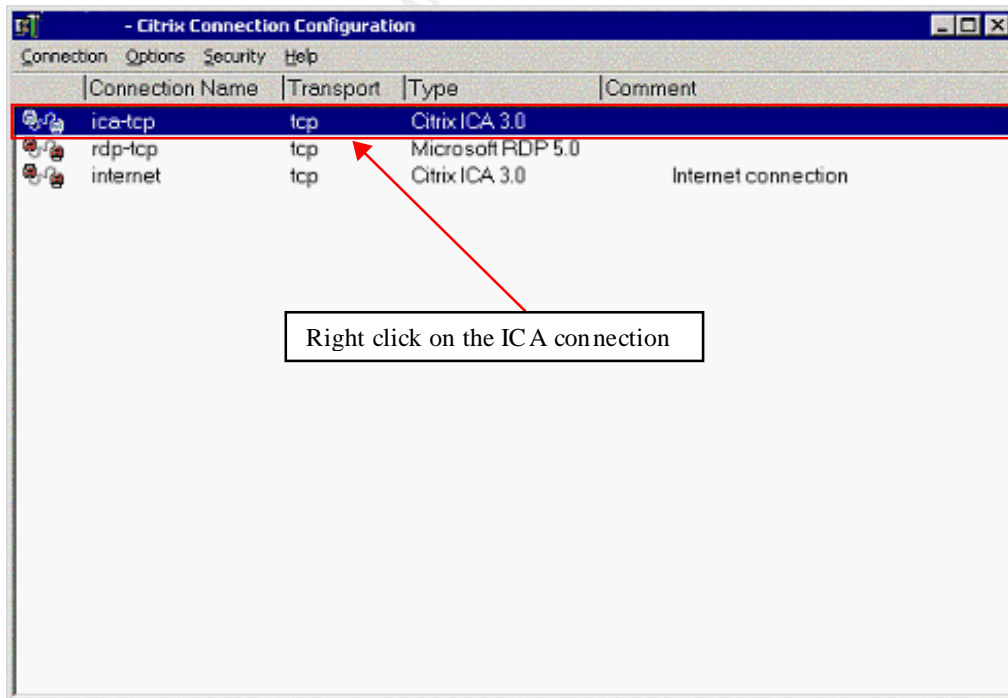 - Citrix Connection Configuration
Connection Options Security Help
Connection Name Transport Type Comment
ica-tcp tcp Citrix ICA 3.0
rdp-tcp tcp Microsoft RDP 5.0
internet tcp Citrix ICA 3.0 Internet connection
Right click on the ICA connection